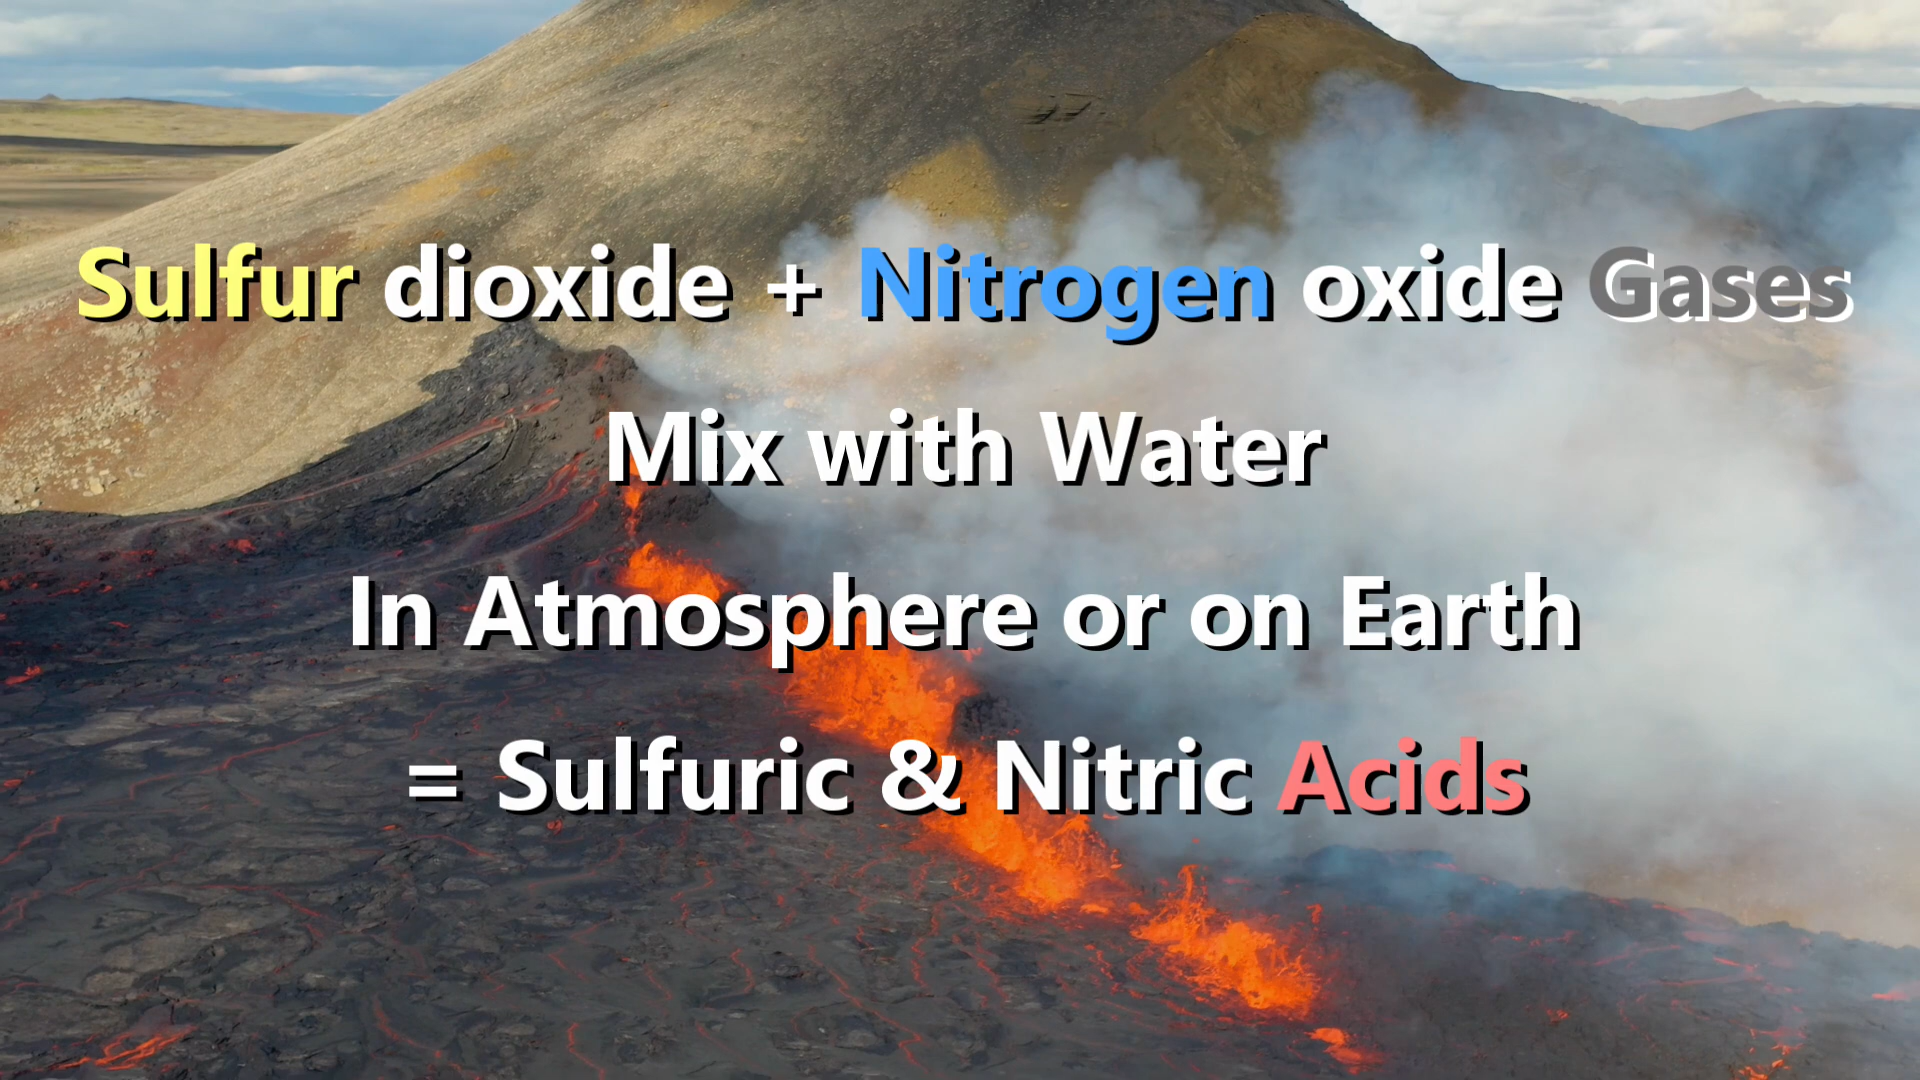 Sulfur dioxide + Nitrogen oxide Gases
Mix with Water
In Atmosphere or on Earth
= Sulfuric & Nitric Acids